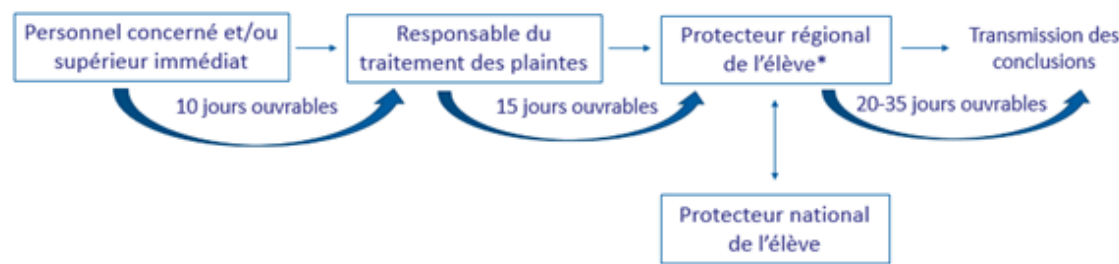 Personnel concerné et/ou
supérieur immédiat
Responsable du
traitement des plaintes
Protecteur régional
de l'élève*
Transmission des
conclusions
10 jours ouvrables
15 jours ouvrables
20-35 jours ouvrables
Protecteur national
de l'élève